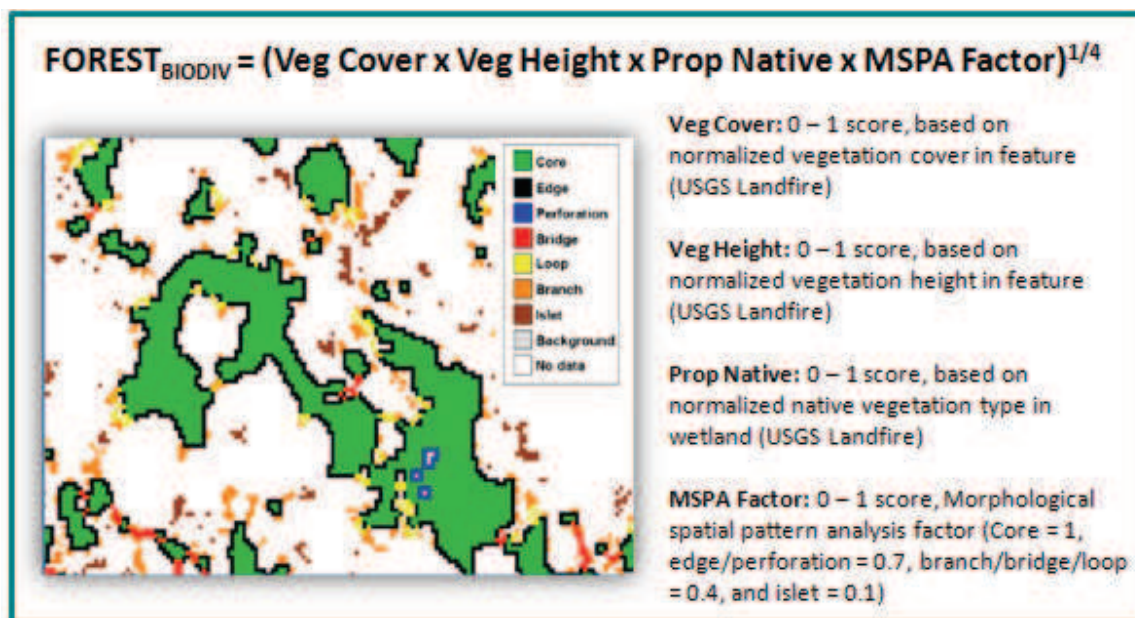 FOREST_BIODIV = (Veg Cover x Veg Height x Prop Native x MSPA Factor)^1/4
Core
Edge
Perforation
Bridge
Loop
Branch
Islet
Background
No data
Veg Cover: 0 – 1 score, based on
normalized vegetation cover in feature
(USGS Landfire)
Veg Height: 0 – 1 score, based on
normalized vegetation height in feature
(USGS Landfire)
Prop Native: 0 – 1 score, based on
normalized native vegetation type in
wetland (USGS Landfire)
MSPA Factor: 0 – 1 score, Morphological
spatial pattern analysis factor (Core = 1,
edge/perforation = 0.7, branch/bridge/loop
= 0.4, and islet = 0.1)